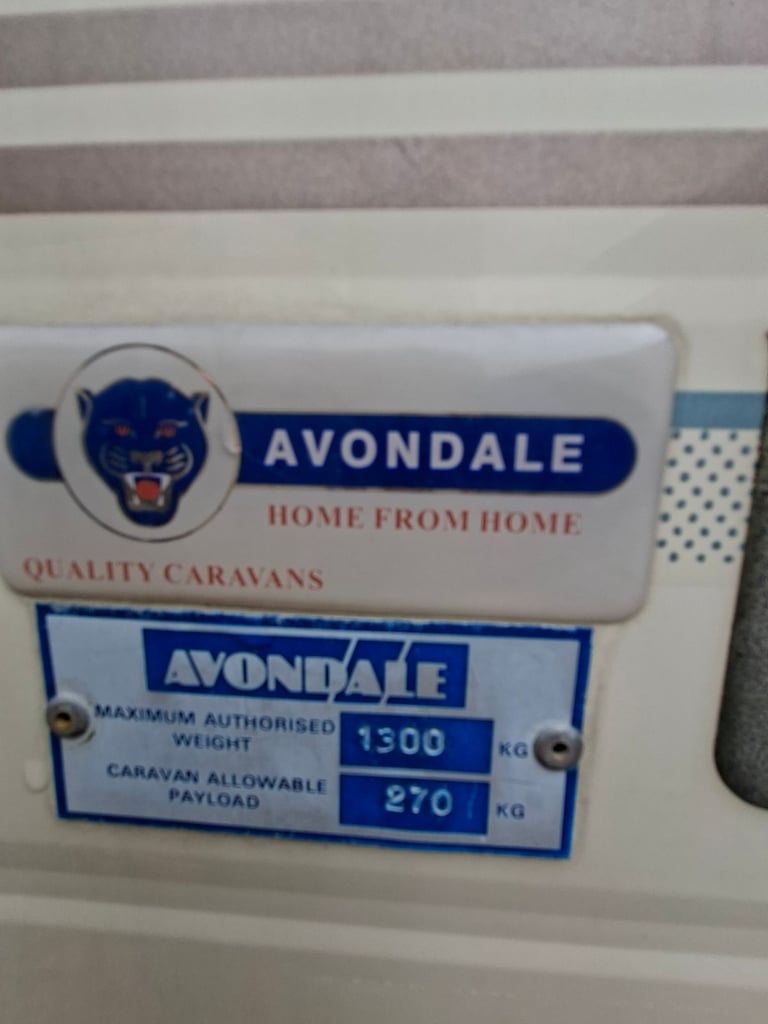 AVONDALE
HOME FROM HOME
QUALITY CARAVANS
AVONDALE
MAXIMUM AUTHORISED
WEIGHT 1300 KG
CARAVAN ALLOWABLE
PAYLOAD 270 KG